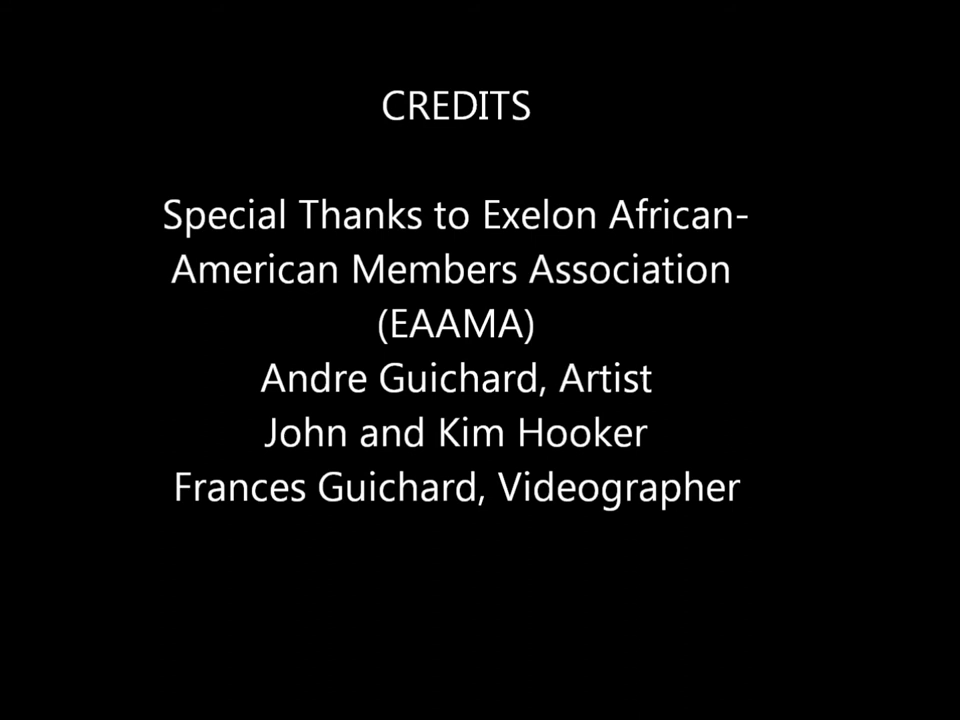 CREDITS
Special Thanks to Exelon African-
American Members Association
(EAAMA)
Andre Guichard, Artist
John and Kim Hooker
Frances Guichard, Videographer